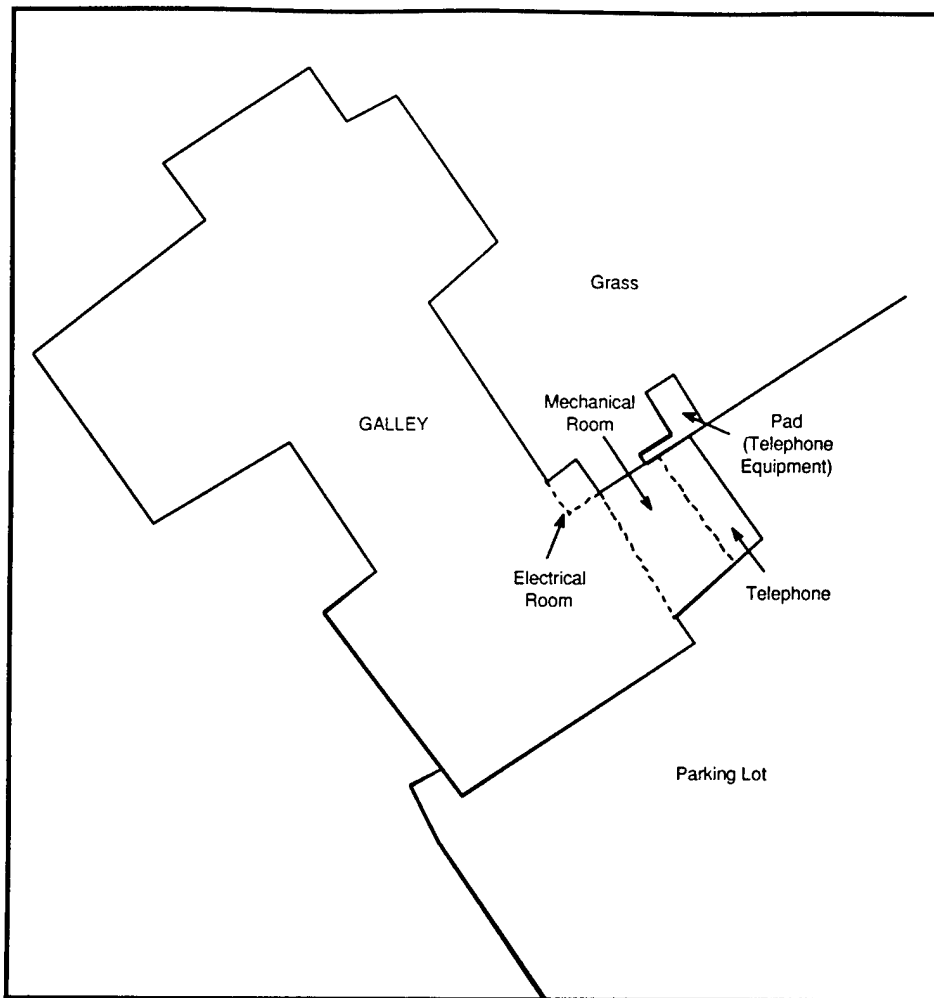 Grass
Mechanical
Room
GALLEY
Pad
(Telephone
Equipment)
Electrical
Room
Telephone
Parking Lot